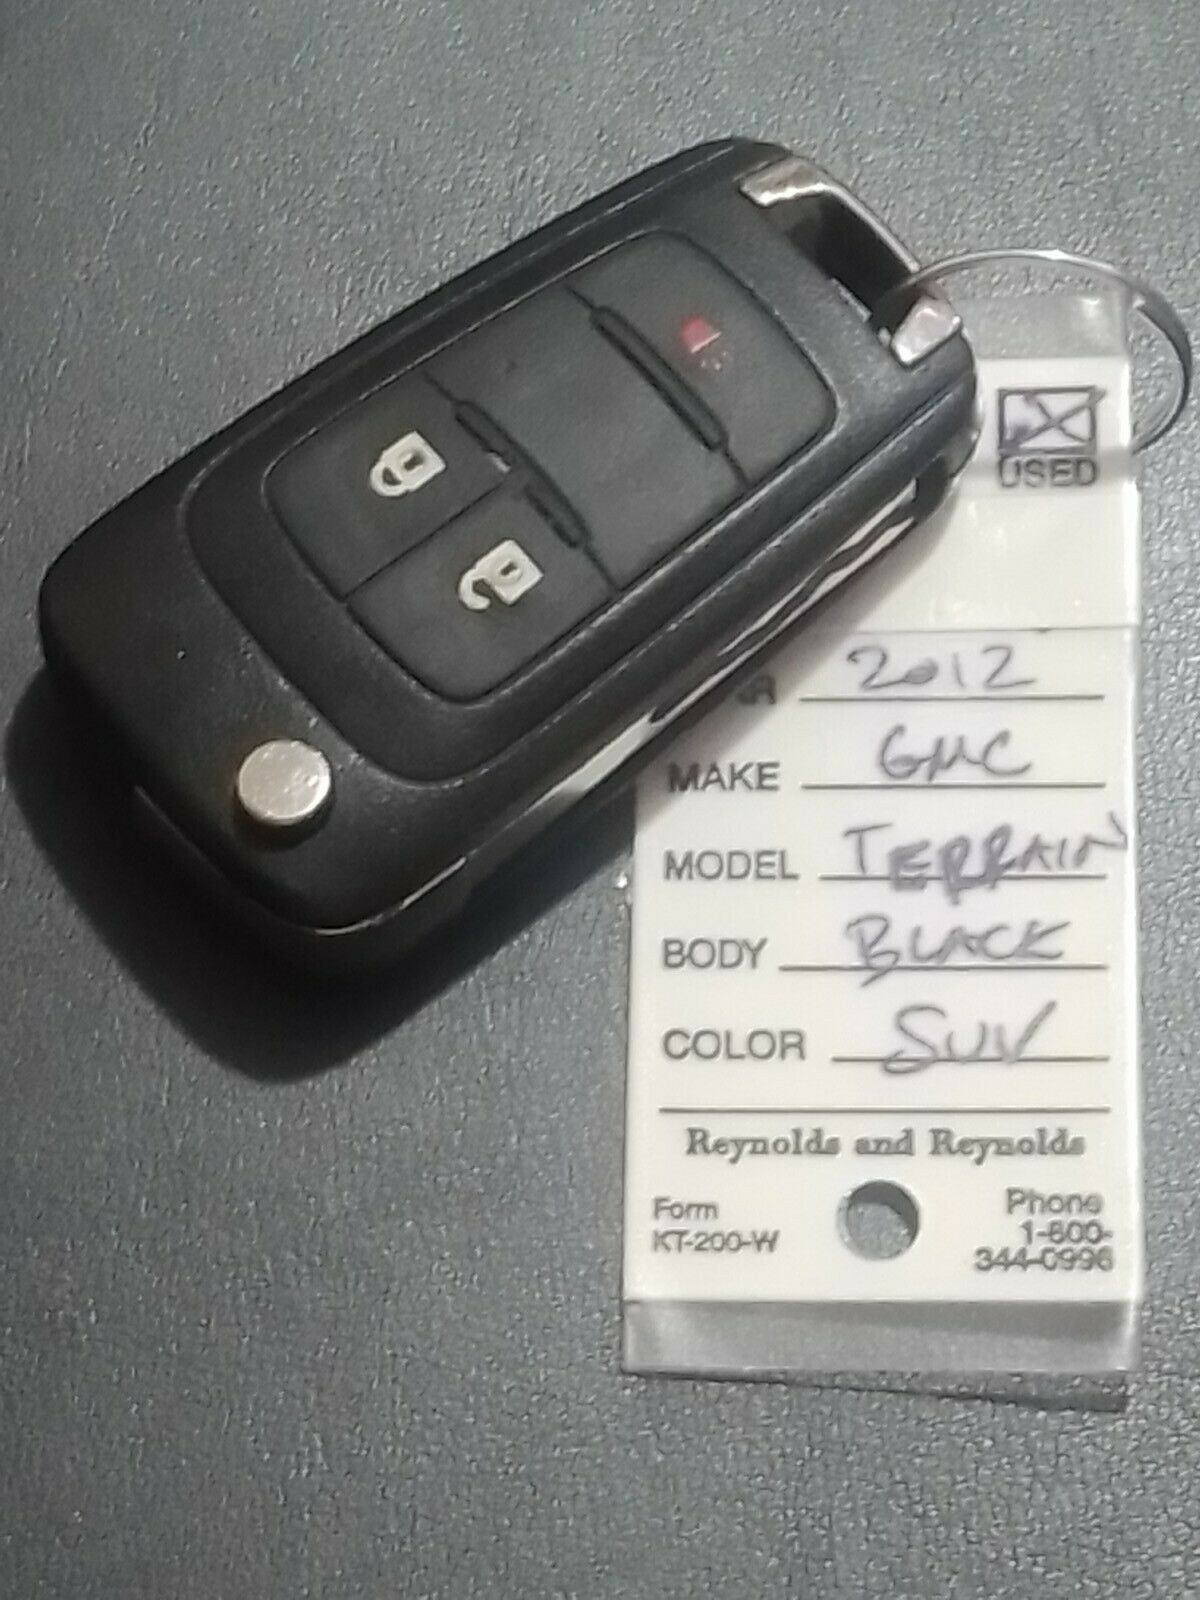 USED
2012
MAKE GMC
MODEL TERRAIN
BODY BLACK
COLOR SUV
Reynolds and Reynolds
Form
KT-200-W
Phone
1-800-
344-0996